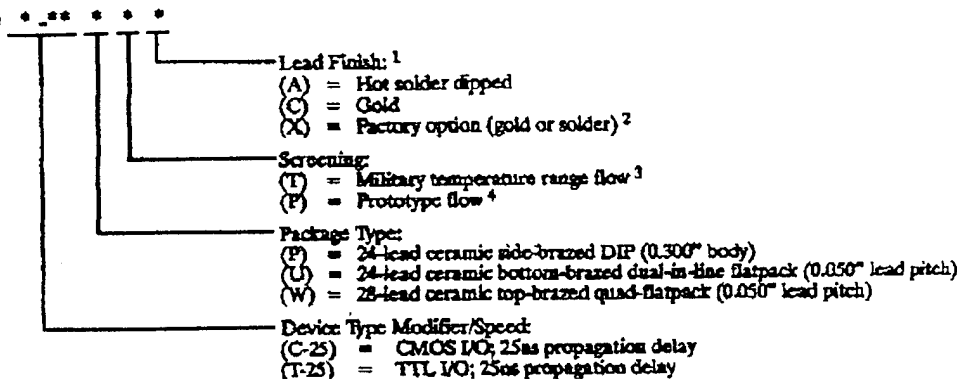 * -** * * *
Lead Finish: 1
(A) = Hot solder dipped
(C) = Gold
(X) = Factory option (gold or solder) 2
Screening:
(T) = Military temperature range flow 3
(P) = Prototype flow 4
Package Type:
(P) = 24-lead ceramic side-brazed DIP (0.300" body)
(U) = 24-lead ceramic bottom-brazed dual-in-line flatpack (0.050" lead pitch)
(W) = 28-lead ceramic top-brazed quad-flatpack (0.050" lead pitch)
Device Type Modifier/Speed:
(C-25) = CMOS I/O; 25ns propagation delay
(T-25) = TTL I/O; 25ns propagation delay